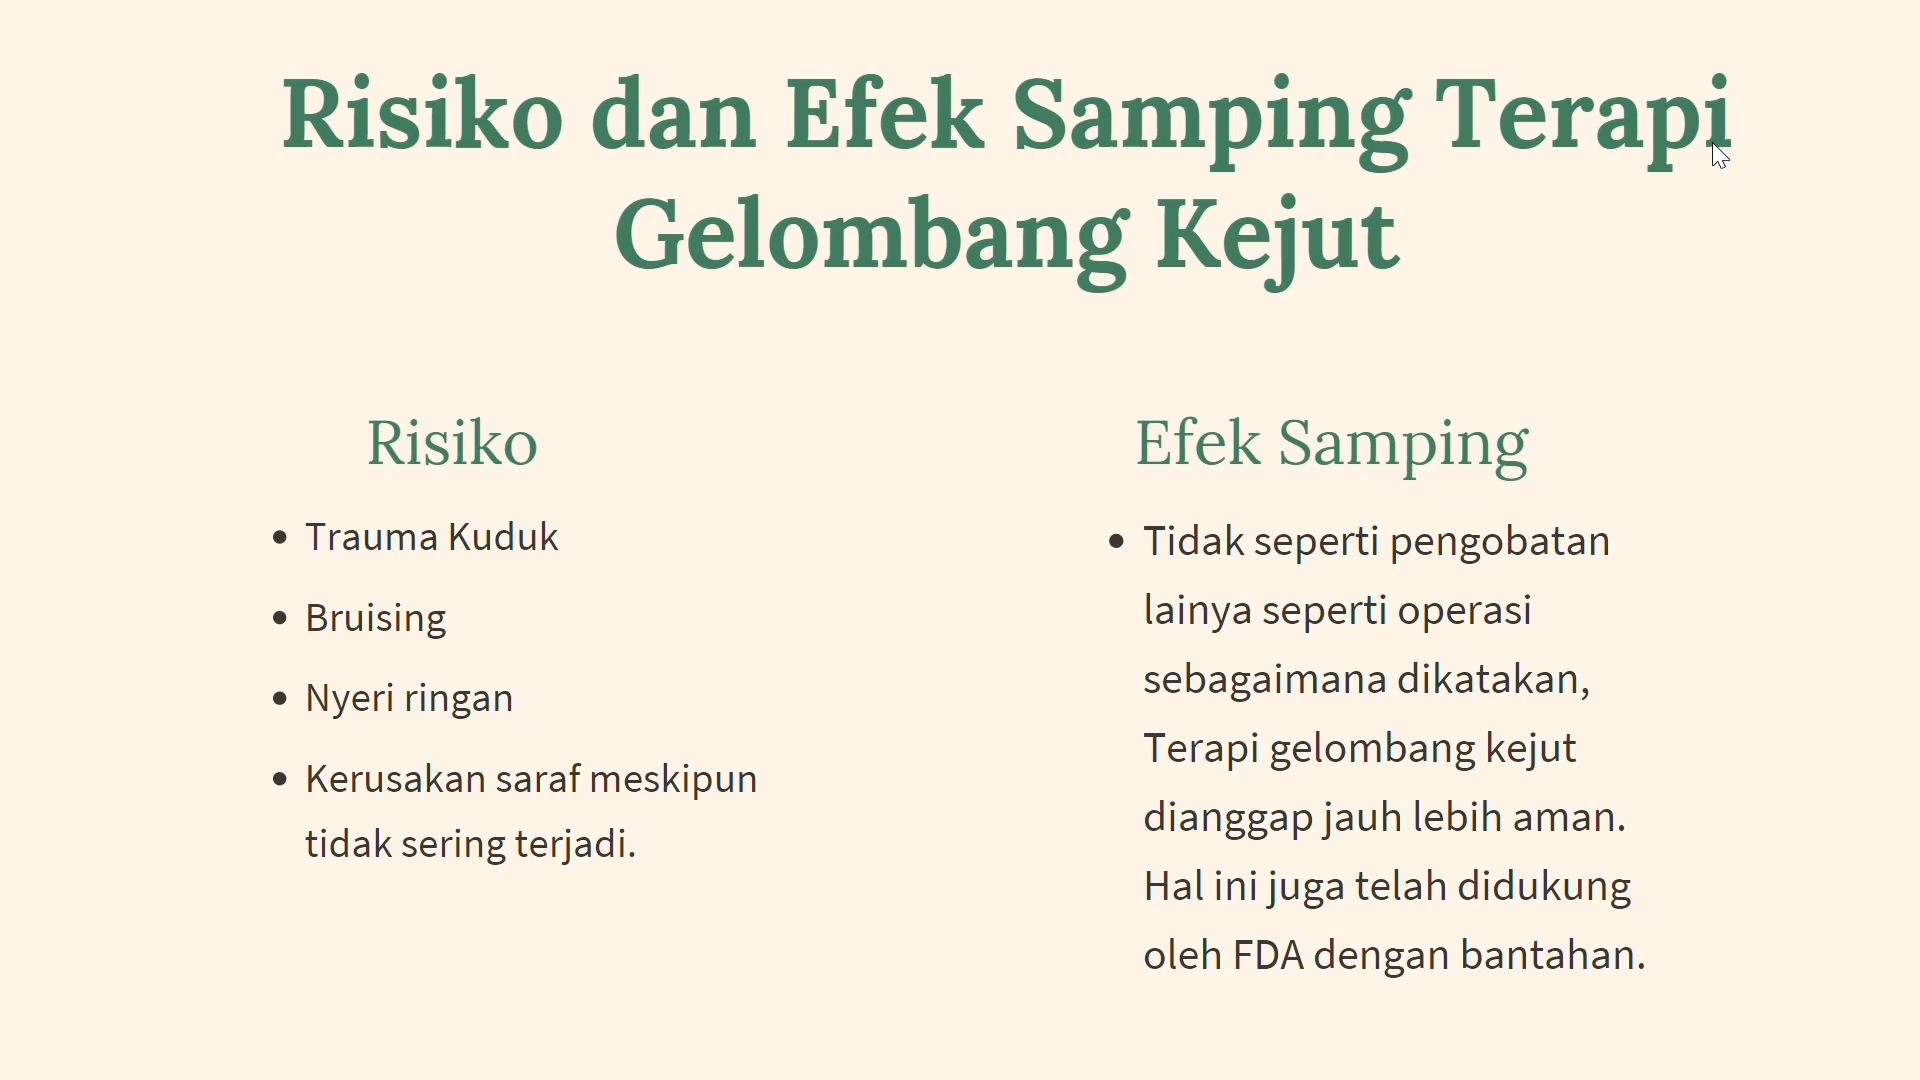 Risiko dan Efek Samping Terapi
Gelombang Kejut
Risiko
• Trauma Kuduk
• Bruising
• Nyeri ringan
• Kerusakan saraf meskipun
tidak sering terjadi.
Efek Samping
• Tidak seperti pengobatan
lainya seperti operasi
sebagaimana dikatakan,
Terapi gelombang kejut
dianggap jauh lebih aman.
Hal ini juga telah didukung
oleh FDA dengan bantahan.